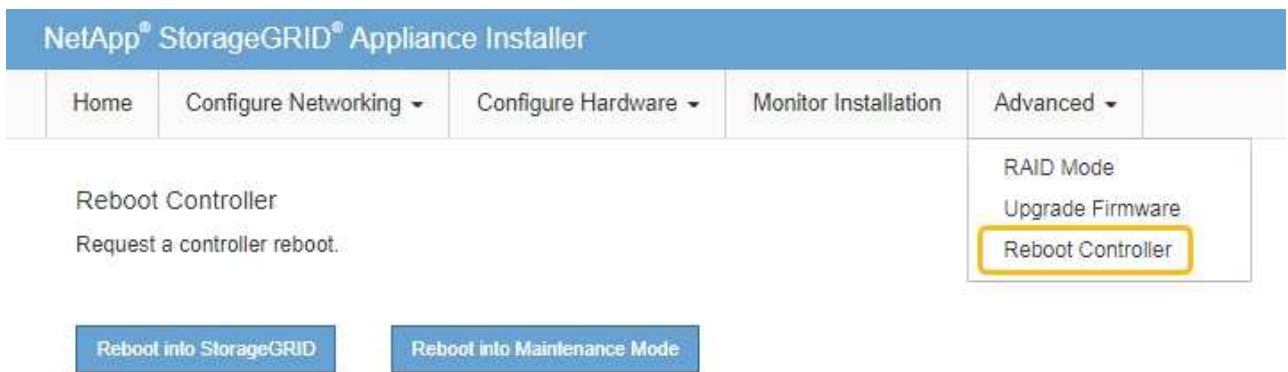 NetApp® StorageGRID® Appliance Installer
Home Configure Networking Configure Hardware Monitor Installation Advanced
RAID Mode
Upgrade Firmware
Reboot Controller
Reboot Controller
Request a controller reboot.
Reboot into StorageGRID Reboot into Maintenance Mode